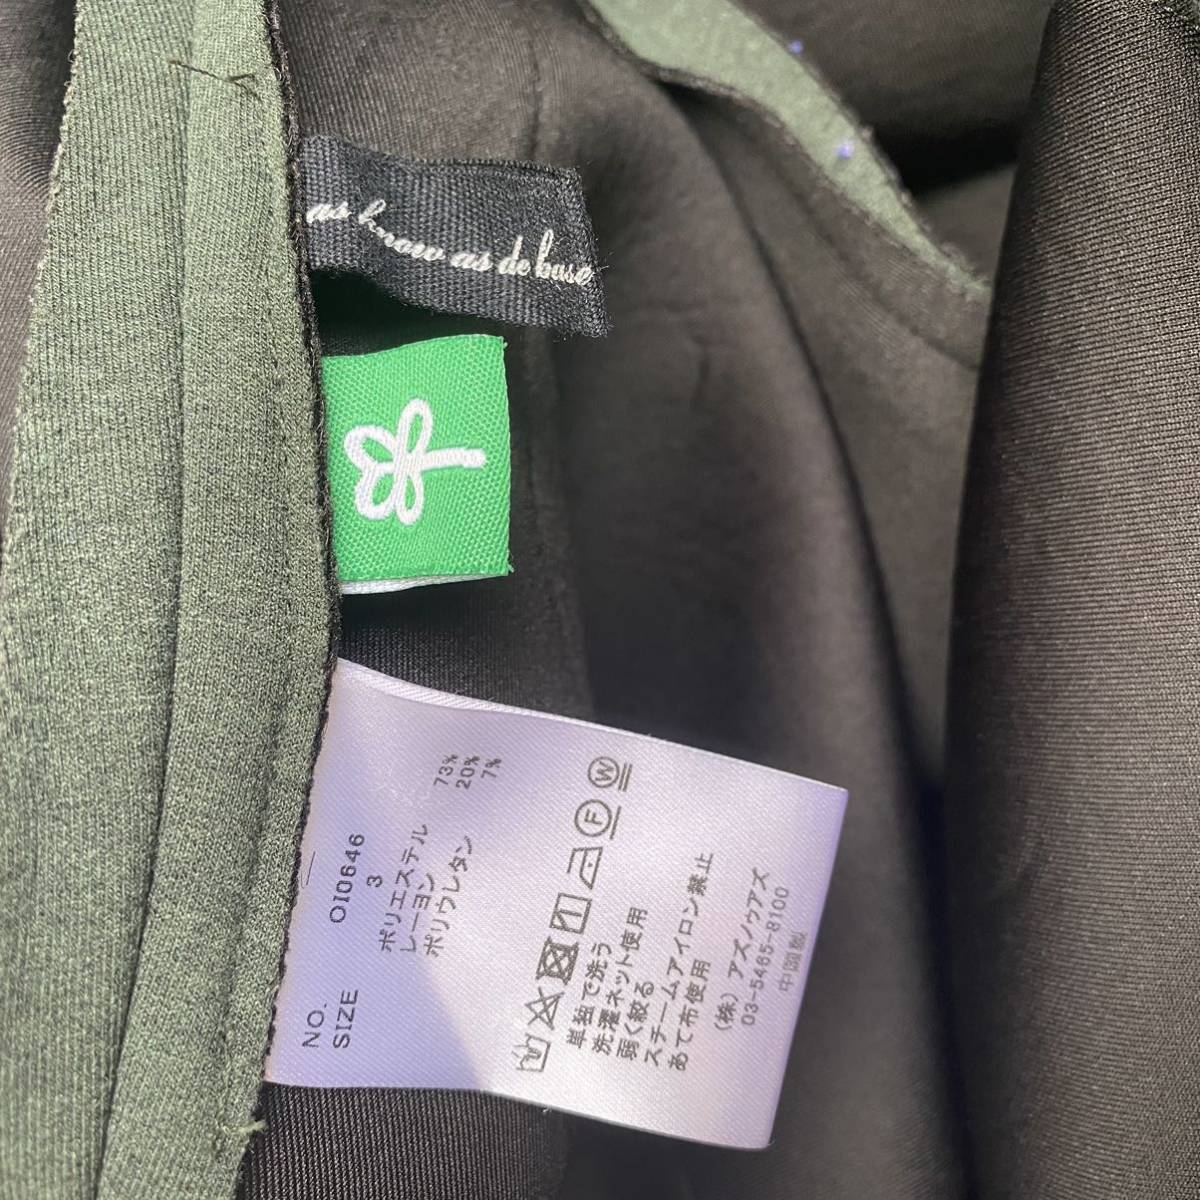 as know as de base
NO. OI0646
SIZE 3
ポリエステル 73%
レーヨン 20%
ポリウレタン 7%
F W
単独で洗う
洗濯ネット使用
弱く絞る
スチームアイロン禁止
あて布使用
（株）アズノゥアズ
03-5465-8100
中国製